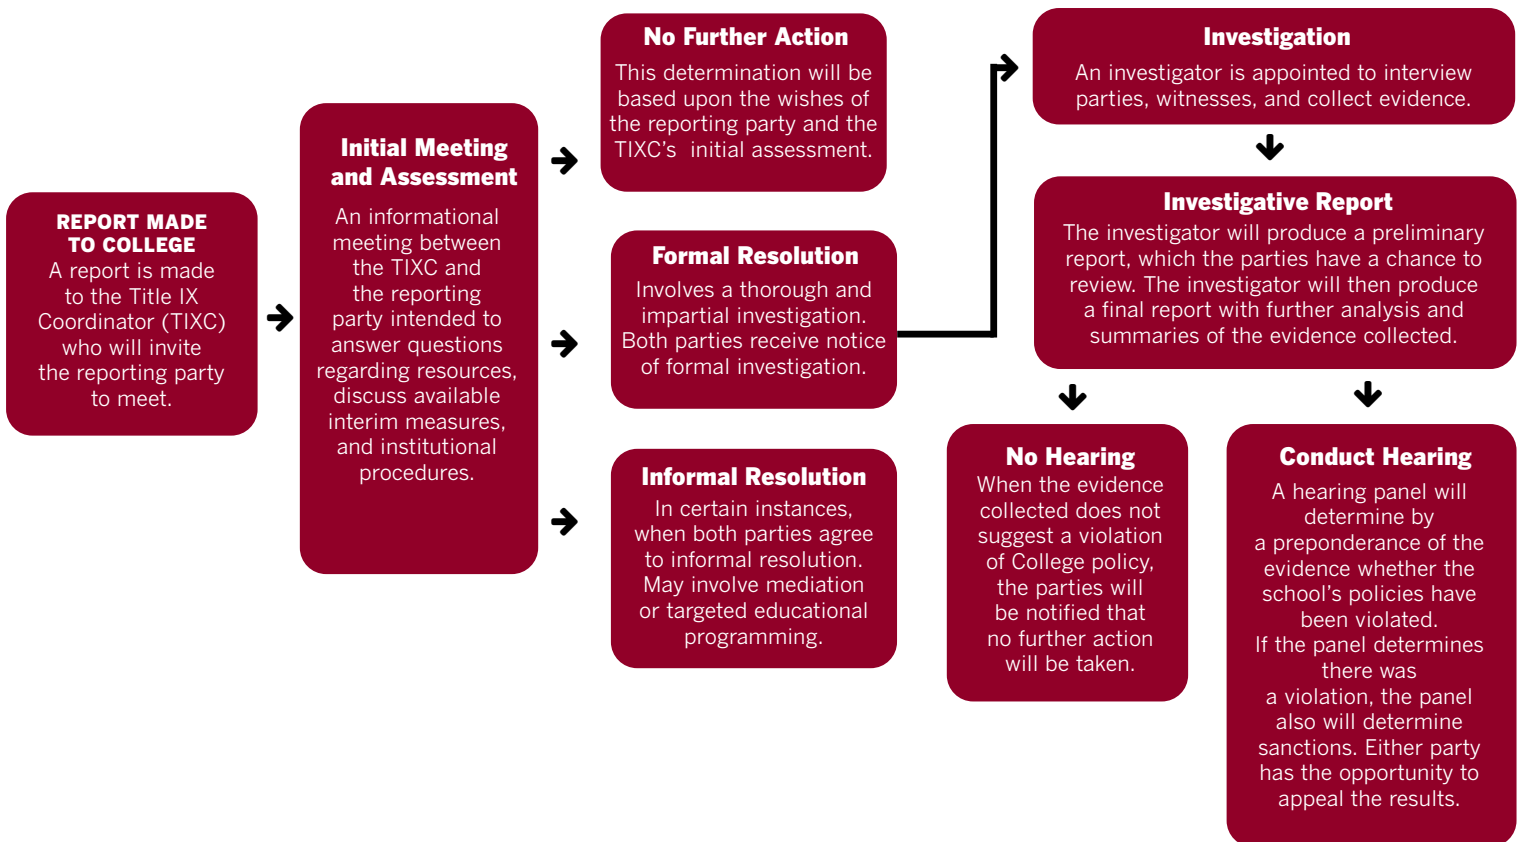 REPORT MADE
TO COLLEGE
A report is made
to the Title IX
Coordinator (TIXC)
who will invite
the reporting party
to meet.
Initial Meeting
and Assessment
An informational
meeting between
the TIXC and
the reporting
party intended to
answer questions
regarding resources,
discuss available
interim measures,
and institutional
procedures.
No Further Action
This determination will be
based upon the wishes of
the reporting party and the
TIXC’s  initial assessment.
Formal Resolution
Involves a thorough and
impartial investigation.
Both parties receive notice
of formal investigation.
Informal Resolution
In certain instances,
when both parties agree
to informal resolution.
May involve mediation
or targeted educational
programming.
Investigation
An investigator is appointed to interview
parties, witnesses, and collect evidence.
Investigative Report
The investigator will produce a preliminary
report, which the parties have a chance to
review. The investigator will then produce
a final report with further analysis and
summaries of the evidence collected.
No Hearing
When the evidence
collected does not
suggest a violation
of College policy,
the parties will
be notified that
no further action
will be taken.
Conduct Hearing
A hearing panel will
determine by
a preponderance of the
evidence whether the
school’s policies have
been violated.
If the panel determines
there was
a violation, the panel
also will determine
sanctions. Either party
has the opportunity to
appeal the results.